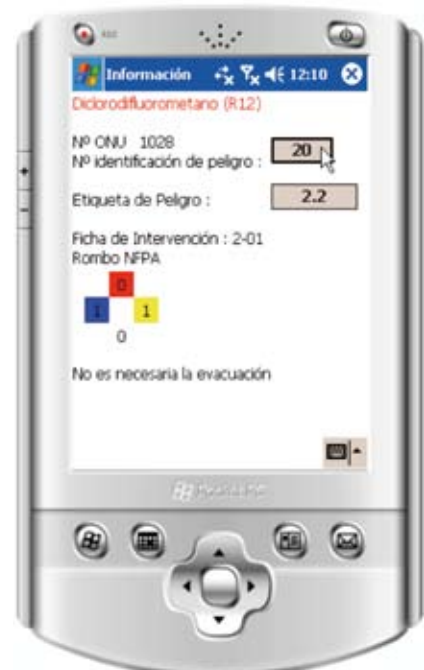 Información 12:10
Diclorodifluorometano (R12)
Nº ONU 1028
Nº identificación de peligro : 20
Etiqueta de Peligro : 2.2
Ficha de Intervención : 2-01
Rombo NFPA
0
1 1
0
No es necesaria la evacuación